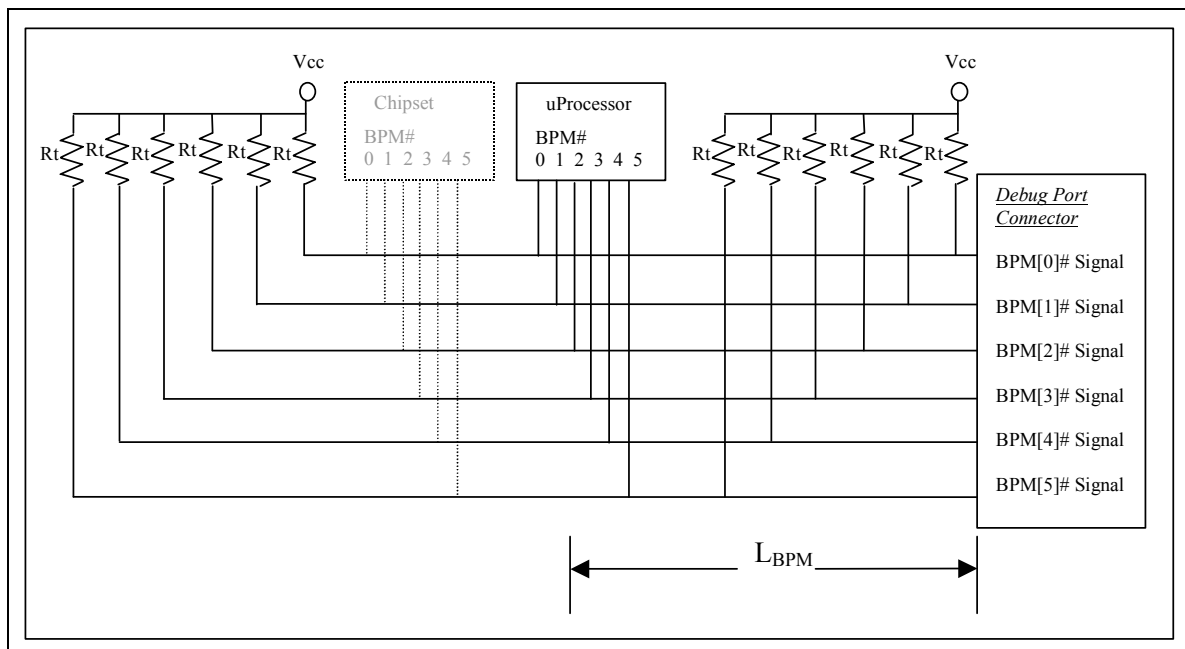 Vcc
Vcc
Chipset
BPM#
0 1 2 3 4 5
uProcessor
BPM#
0 1 2 3 4 5
Rt Rt Rt Rt Rt Rt
Rt Rt Rt Rt Rt Rt
Debug Port
Connector
BPM[0]# Signal
BPM[1]# Signal
BPM[2]# Signal
BPM[3]# Signal
BPM[4]# Signal
BPM[5]# Signal
LBPM